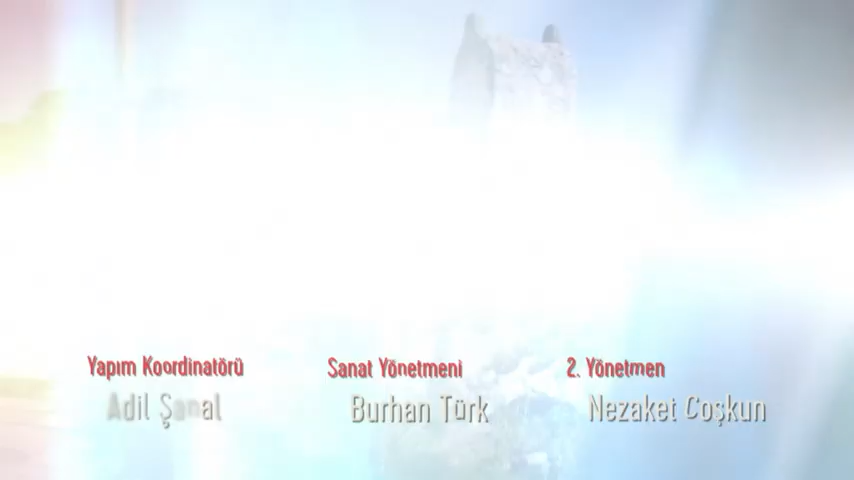 Yapım Koordinatörü
Adil Şanal
Sanat Yönetmeni
Burhan Türk
2. Yönetmen
Nezaket Coşkun